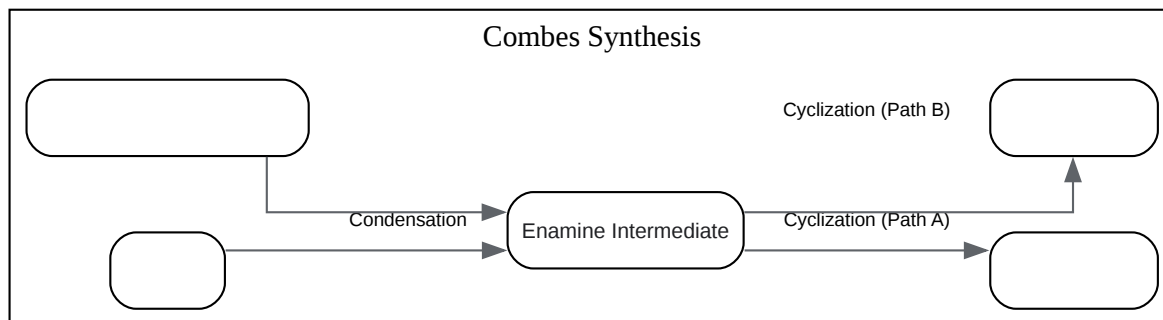 Combes Synthesis
Cyclization (Path B)
Condensation
Enamine Intermediate
Cyclization (Path A)